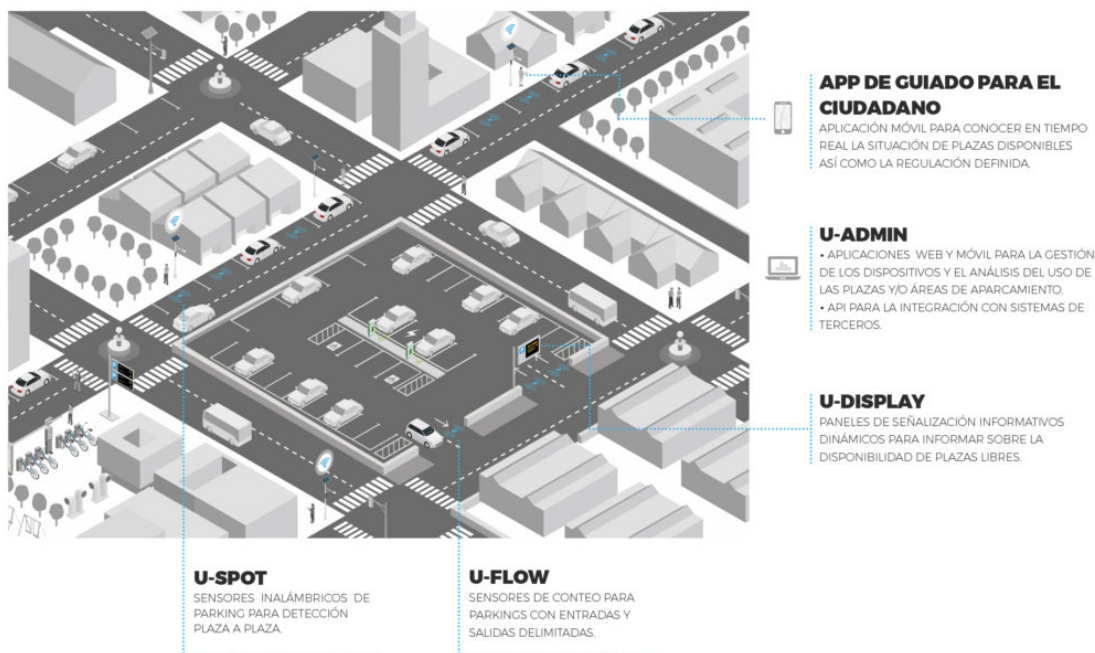 APP DE GUIADO PARA EL
CIUDADANO
APLICACIÓN MÓVIL PARA CONOCER EN TIEMPO
REAL LA SITUACIÓN DE PLAZAS DISPONIBLES
ASÍ COMO LA REGULACIÓN DEFINIDA.
U-ADMIN
• APLICACIONES WEB Y MÓVIL PARA LA GESTIÓN
DE LOS DISPOSITIVOS Y EL ANÁLISIS DEL USO DE
LAS PLAZAS Y/O ÁREAS DE APARCAMIENTO.
• API PARA LA INTEGRACIÓN CON SISTEMAS DE
TERCEROS.
U-DISPLAY
PANELES DE SEÑALIZACIÓN INFORMATIVOS
DINÁMICOS PARA INFORMAR SOBRE LA
DISPONIBILIDAD DE PLAZAS LIBRES.
U-SPOT
SENSORES INALÁMBRICOS DE
PARKING PARA DETECCIÓN
PLAZA A PLAZA.
U-FLOW
SENSORES DE CONTEO PARA
PARKINGS CON ENTRADAS Y
SALIDAS DELIMITADAS.